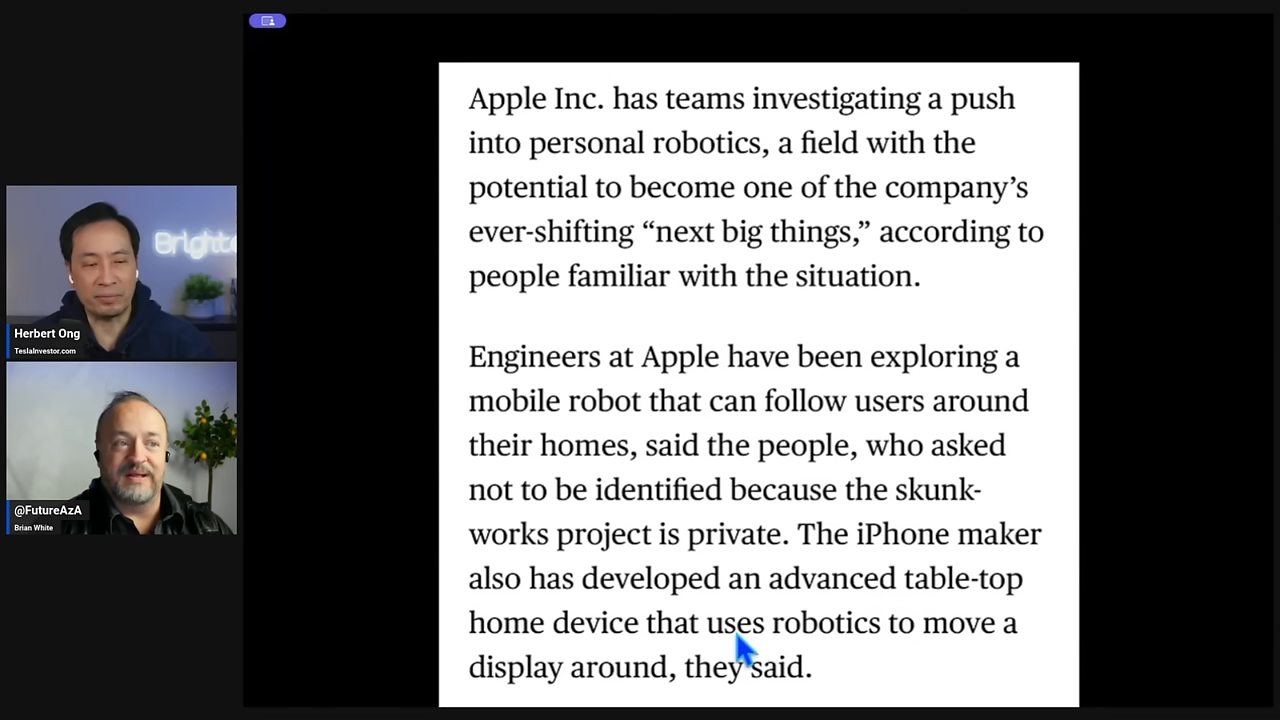 Brighte
Herbert Ong
TeslaInvestor.com
@FutureAzA
Brian White
Apple Inc. has teams investigating a push
into personal robotics, a field with the
potential to become one of the company’s
ever-shifting “next big things,” according to
people familiar with the situation.
Engineers at Apple have been exploring a
mobile robot that can follow users around
their homes, said the people, who asked
not to be identified because the skunk-
works project is private. The iPhone maker
also has developed an advanced table-top
home device that uses robotics to move a
display around, they said.